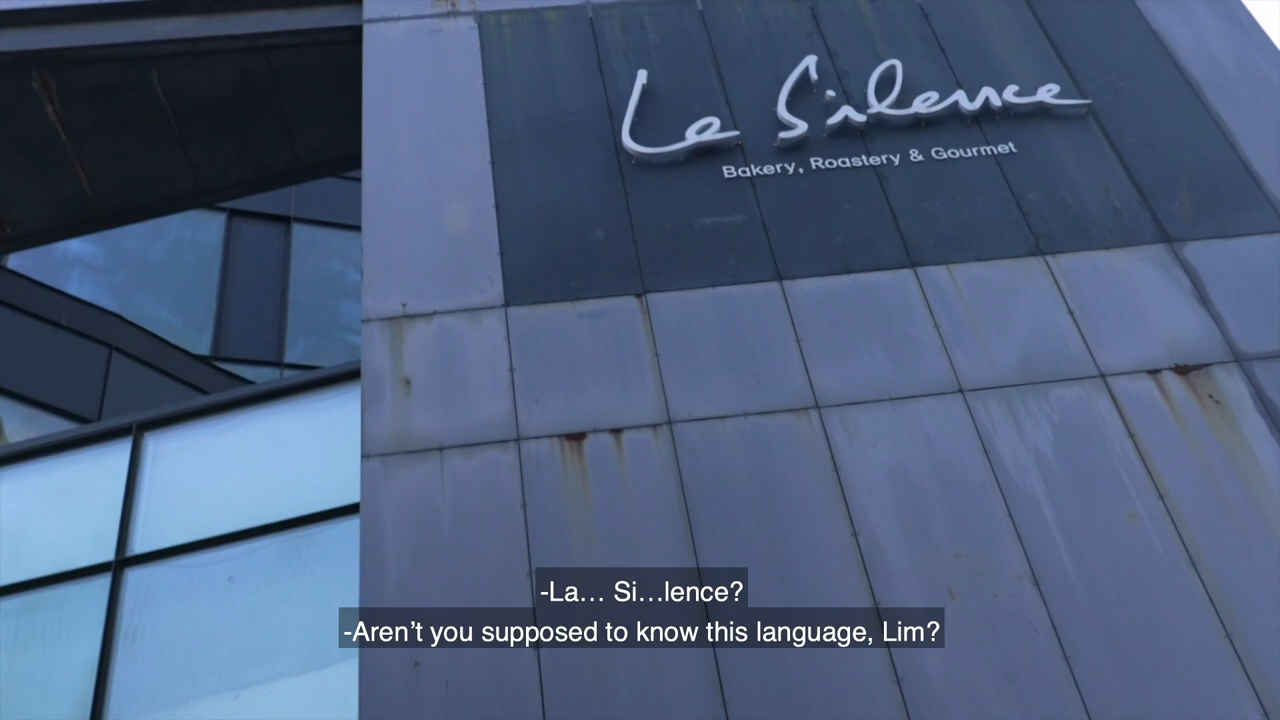 Le Silence
Bakery, Roastery & Gourmet
-La… Si…lence?
-Aren’t you supposed to know this language, Lim?